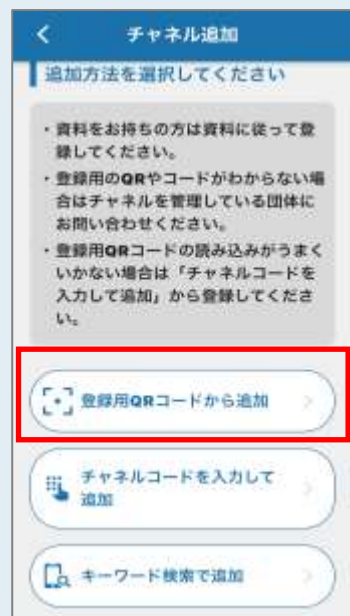 チャネル追加
追加方法を選択してください
・資料をお持ちの方は資料に従って登
録してください。
・登録用のQRやコードがわからない場
合はチャネルを管理している団体に
お問い合わせください。
・登録用QRコードの読み込みがうまく
いかない場合は「チャネルコードを
入力して追加」から登録してくださ
い。
登録用QRコードから追加
チャネルコードを入力して
追加
キーワード検索で追加